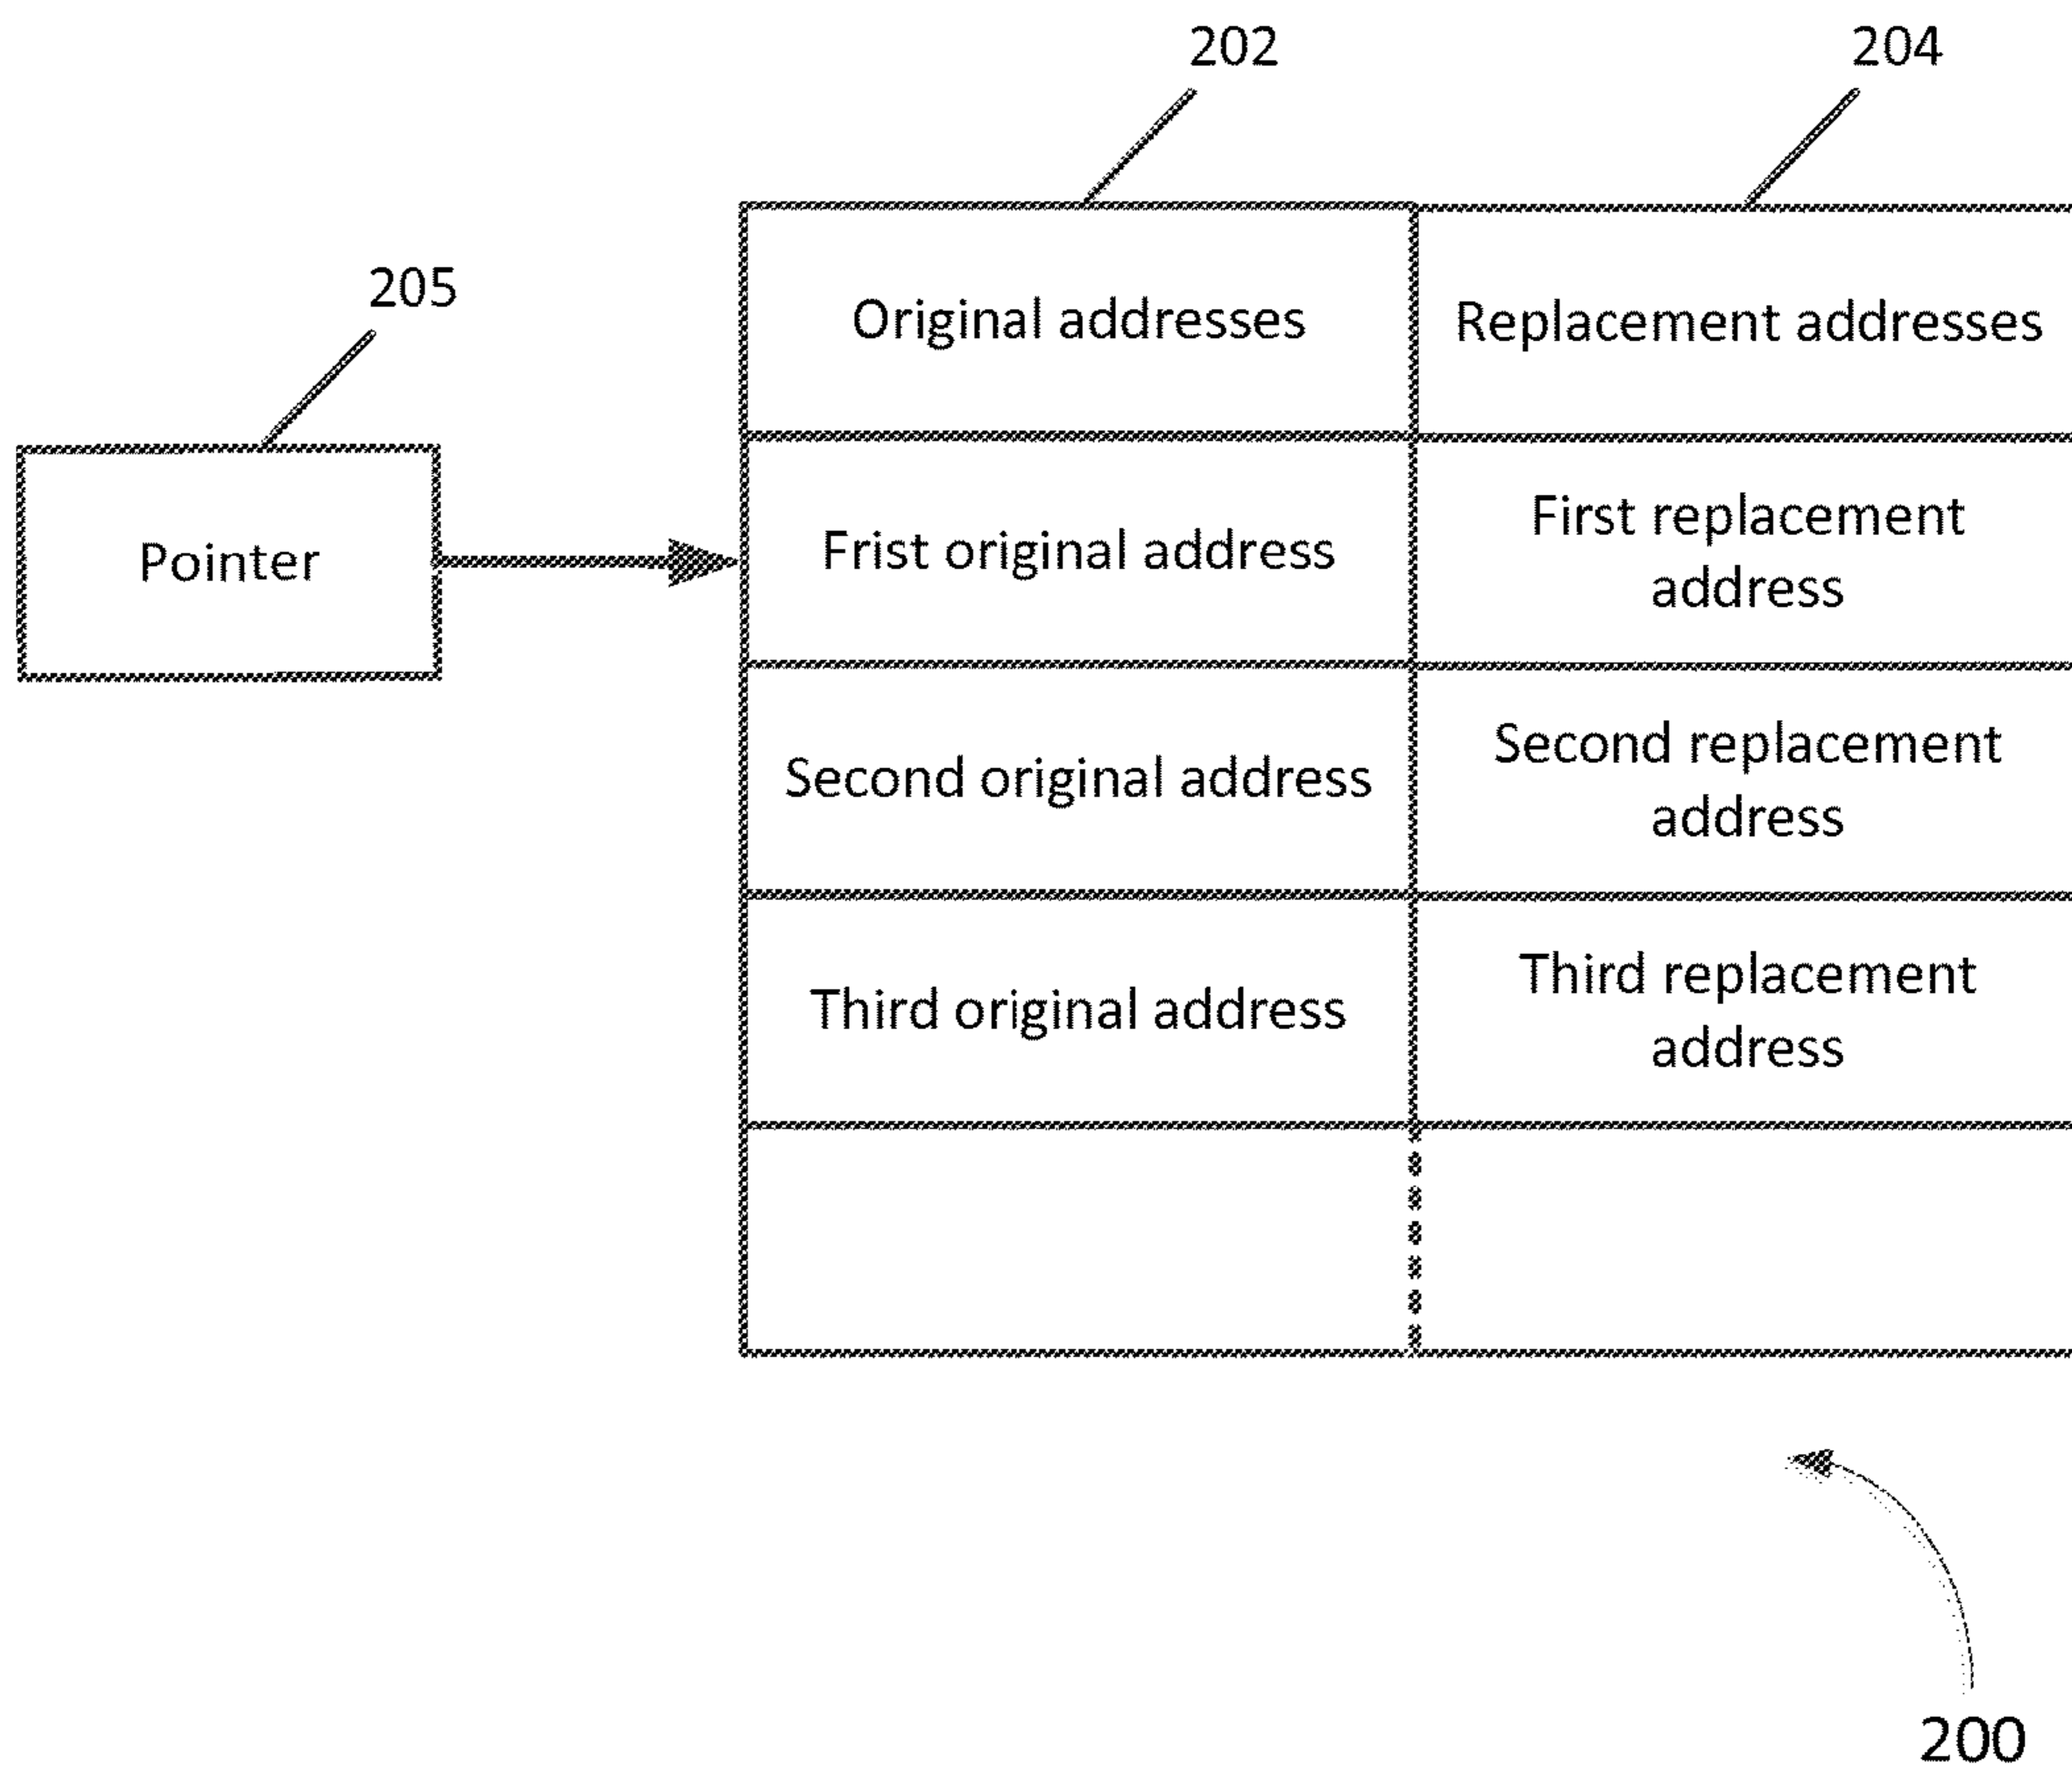 202
204
205
Original addresses
Replacement addresses
Pointer
Frist original address
First replacement
address
Second original address
Second replacement
address
Third original address
Third replacement
address
200